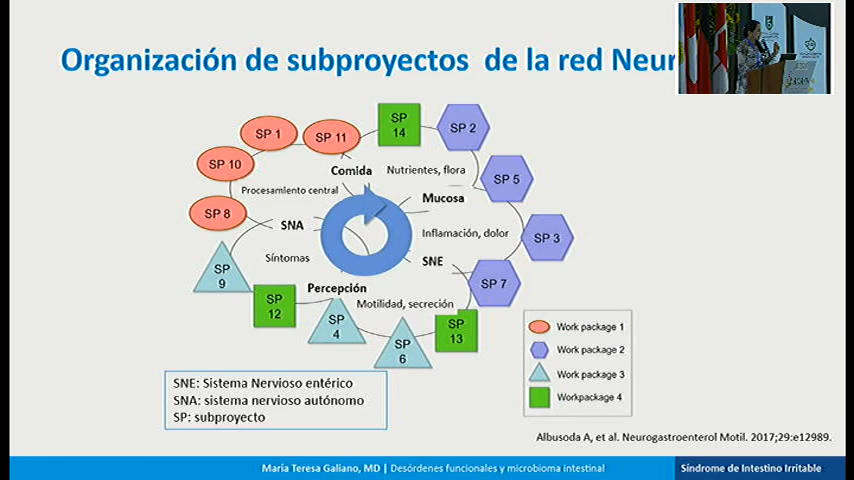 Organización de subproyectos de la red Neur
SP 14
SP 2
SP 1
SP 11
SP 10
Comida
Nutrientes, flora
SP 5
Procesamiento central
Mucosa
SP 8
SNA
Inflamación, dolor
SP 3
Síntomas
SNE
SP 9
Percepción
SP 7
SP 12
Motilidad, secreción
SP 4
SP 13
SP 6
Work package 1
Work package 2
Work package 3
Workpackage 4
SNE: Sistema Nervioso entérico
SNA: sistema nervioso autónomo
SP: subproyecto
Albusoda A, et al. Neurogastroenterol Motil. 2017;29:e12989.
María Teresa Galiano, MD | Desórdenes funcionales y microbioma intestinal
Síndrome de Intestino Irritable